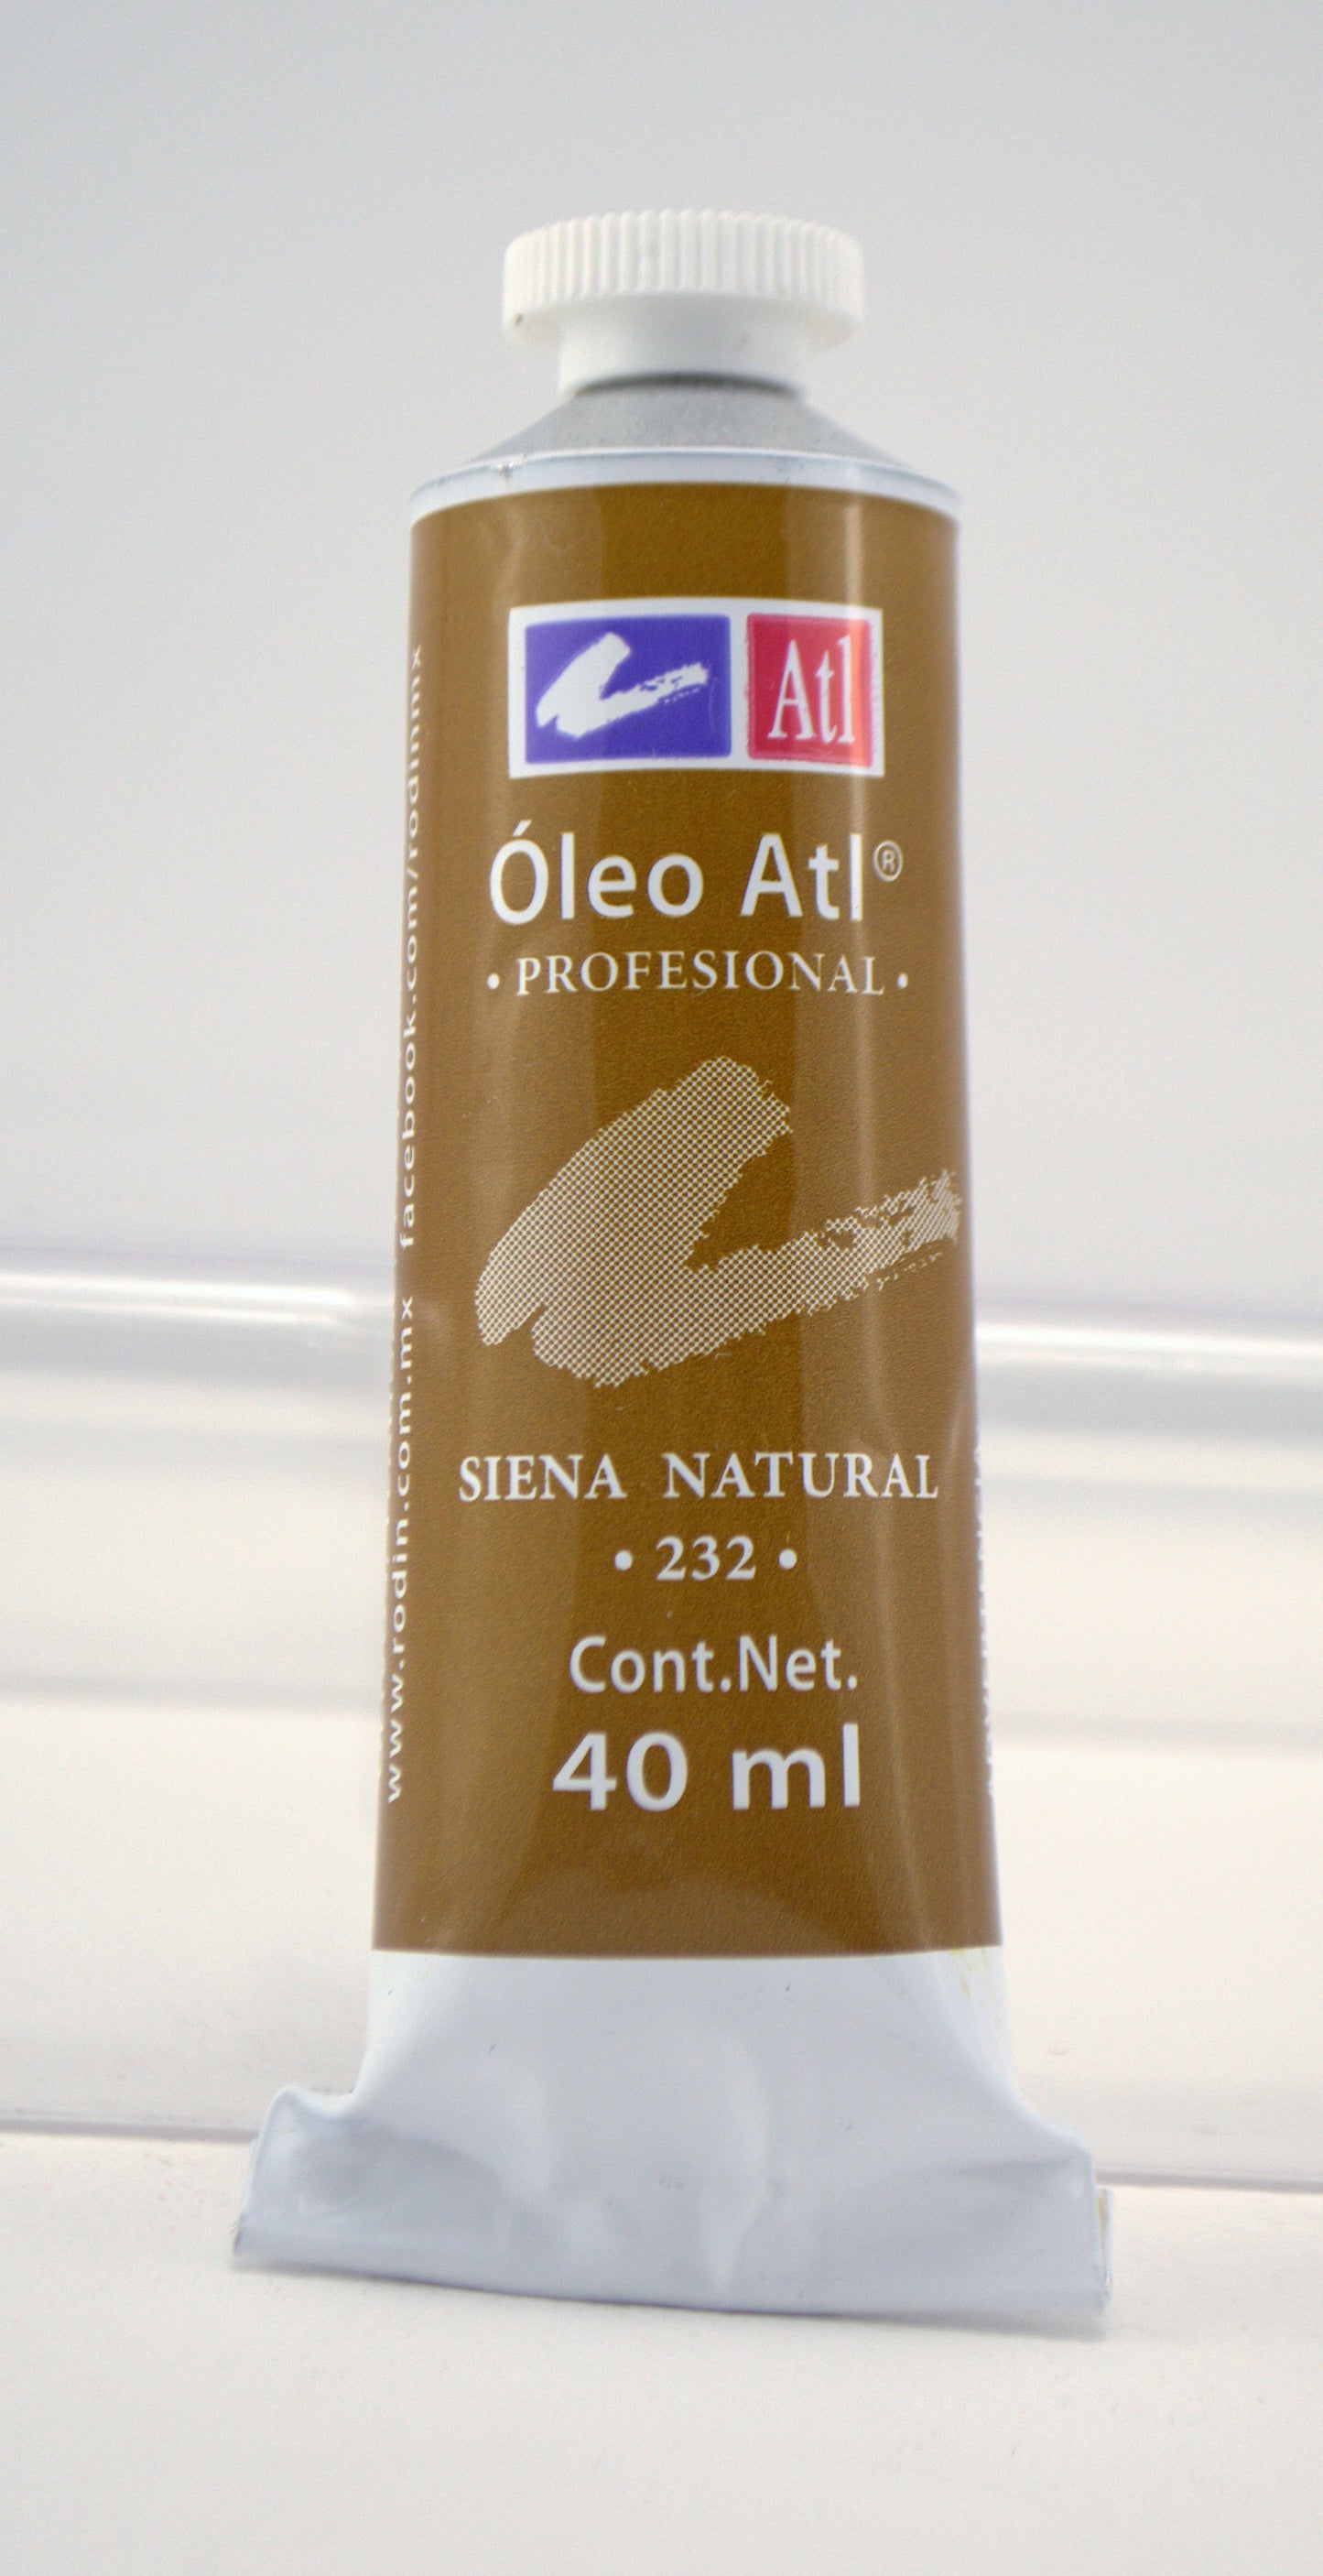 Atl
Óleo Atl®
• PROFESIONAL •
SIENA NATURAL
• 232 •
Cont.Net.
40 ml
www.rodin.com.mx facebook.com/rodinmx